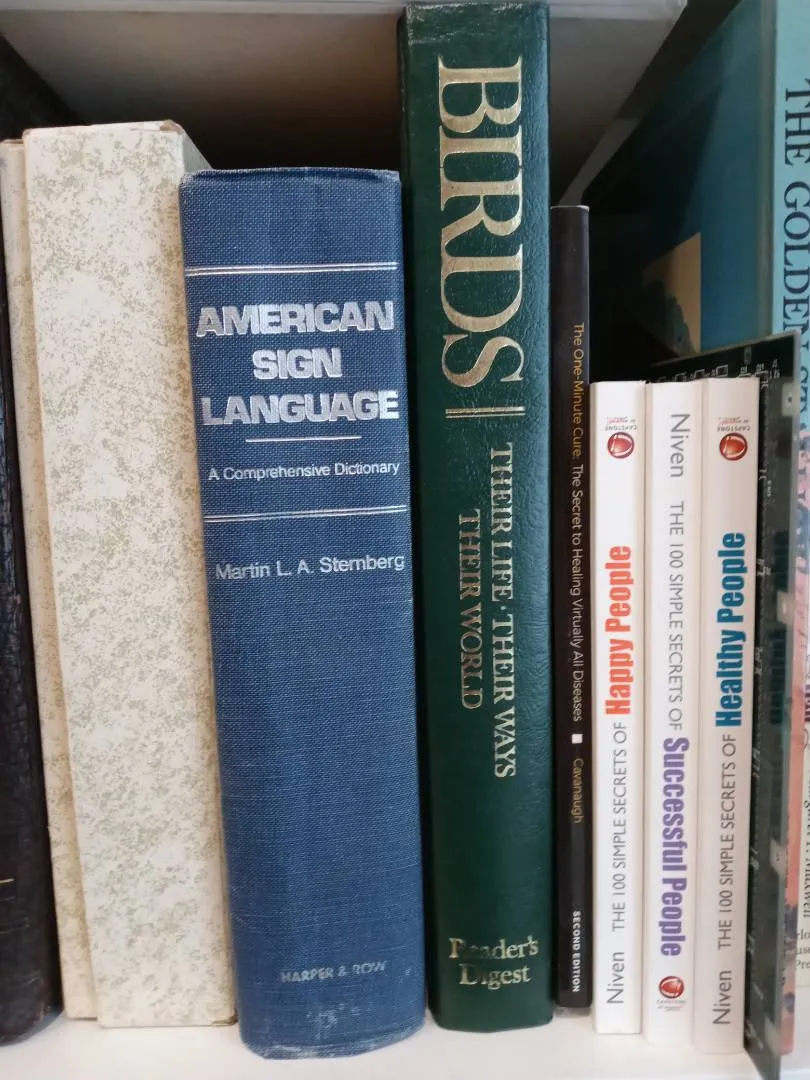 AMERICAN
SIGN
LANGUAGE
A Comprehensive Dictionary
Martin L. A. Sternberg
HARPER & ROW
BIRDS
THEIR LIFE · THEIR WAYS
THEIR WORLD
Reader's
Digest
The One-Minute Cure: The Secret to Healing Virtually All Diseases ■ Cavanaugh
SECOND EDITION
Niven THE 100 SIMPLE SECRETS OF Happy People
CAPSTONE
Niven THE 100 SIMPLE SECRETS OF Successful People
CAPSTONE
Niven THE 100 SIMPLE SECRETS OF Healthy People
CAPSTONE
THE GOLDEN